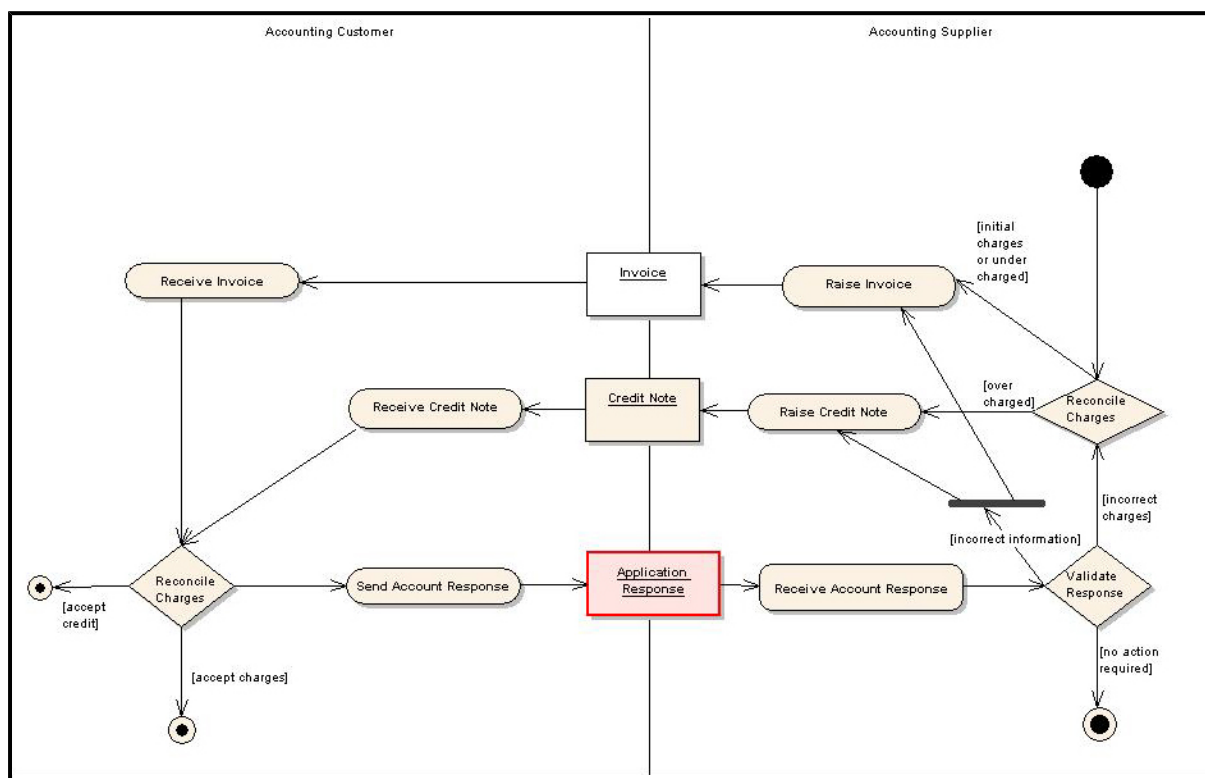 Accounting Customer
Accounting Supplier
[initial
charges
or under
charged]
Receive Invoice
Invoice
Raise Invoice
Receive Credit Note
Credit Note
Raise Credit Note
[over
charged]
Reconcile
Charges
[incorrect
charges]
[incorrect information]
Reconcile
Charges
Send Account Response
Application
Response
Receive Account Response
Validate
Response
[accept
credit]
[accept charges]
[no action
required]